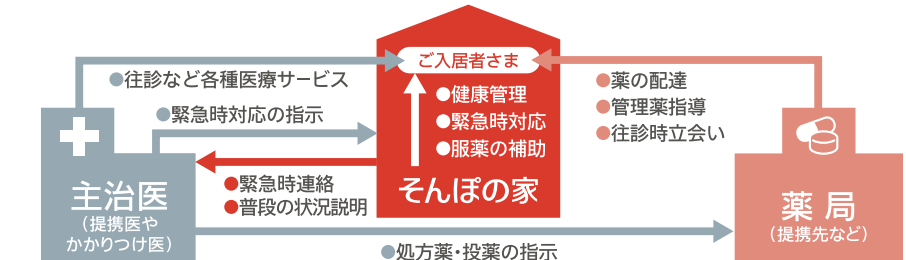 ご入居者さま
●往診など各種医療サービス
●緊急時対応の指示
●健康管理
●緊急時対応
●服薬の補助
●薬の配達
●管理薬指導
●往診時立会い
●緊急時連絡
●普段の状況説明
そんぽの家
主治医
（提携医や
かかりつけ医）
薬局
（提携先など）
●処方薬・投薬の指示